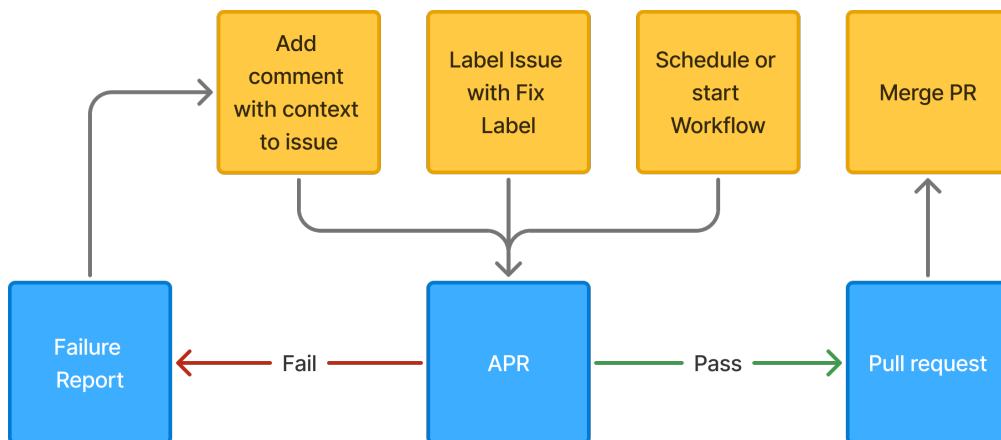 Add
comment
with context
to issue
Label Issue
with Fix
Label
Schedule or
start
Workflow
Merge PR
Failure
Report
Fail
APR
Pass
Pull request